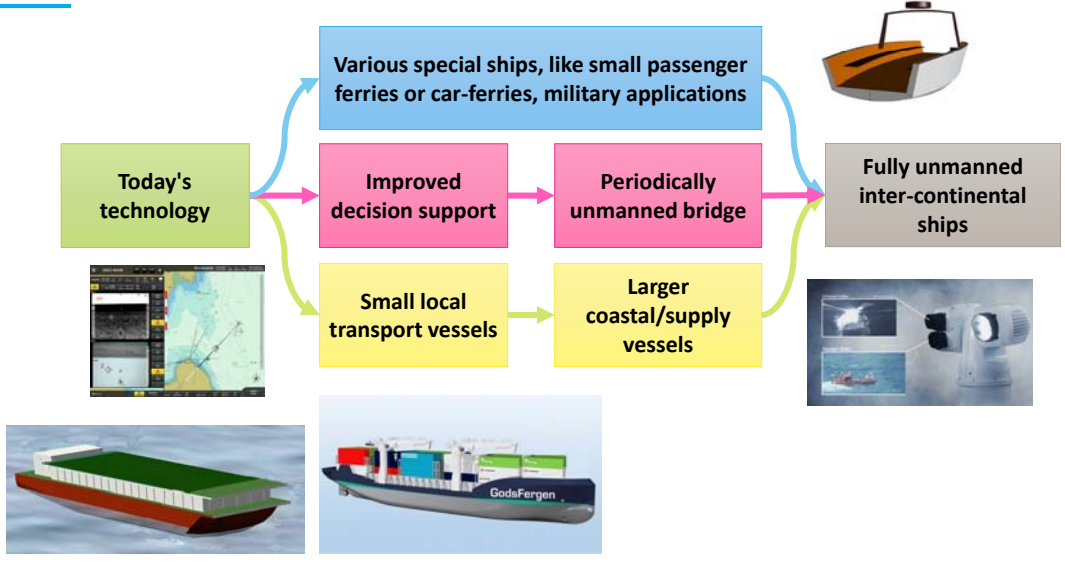 Various special ships, like small passenger
ferries or car-ferries, military applications
Today's
technology
Improved
decision support
Periodically
unmanned bridge
Fully unmanned
inter-continental
ships
Small local
transport vessels
Larger
coastal/supply
vessels
GodsFergen